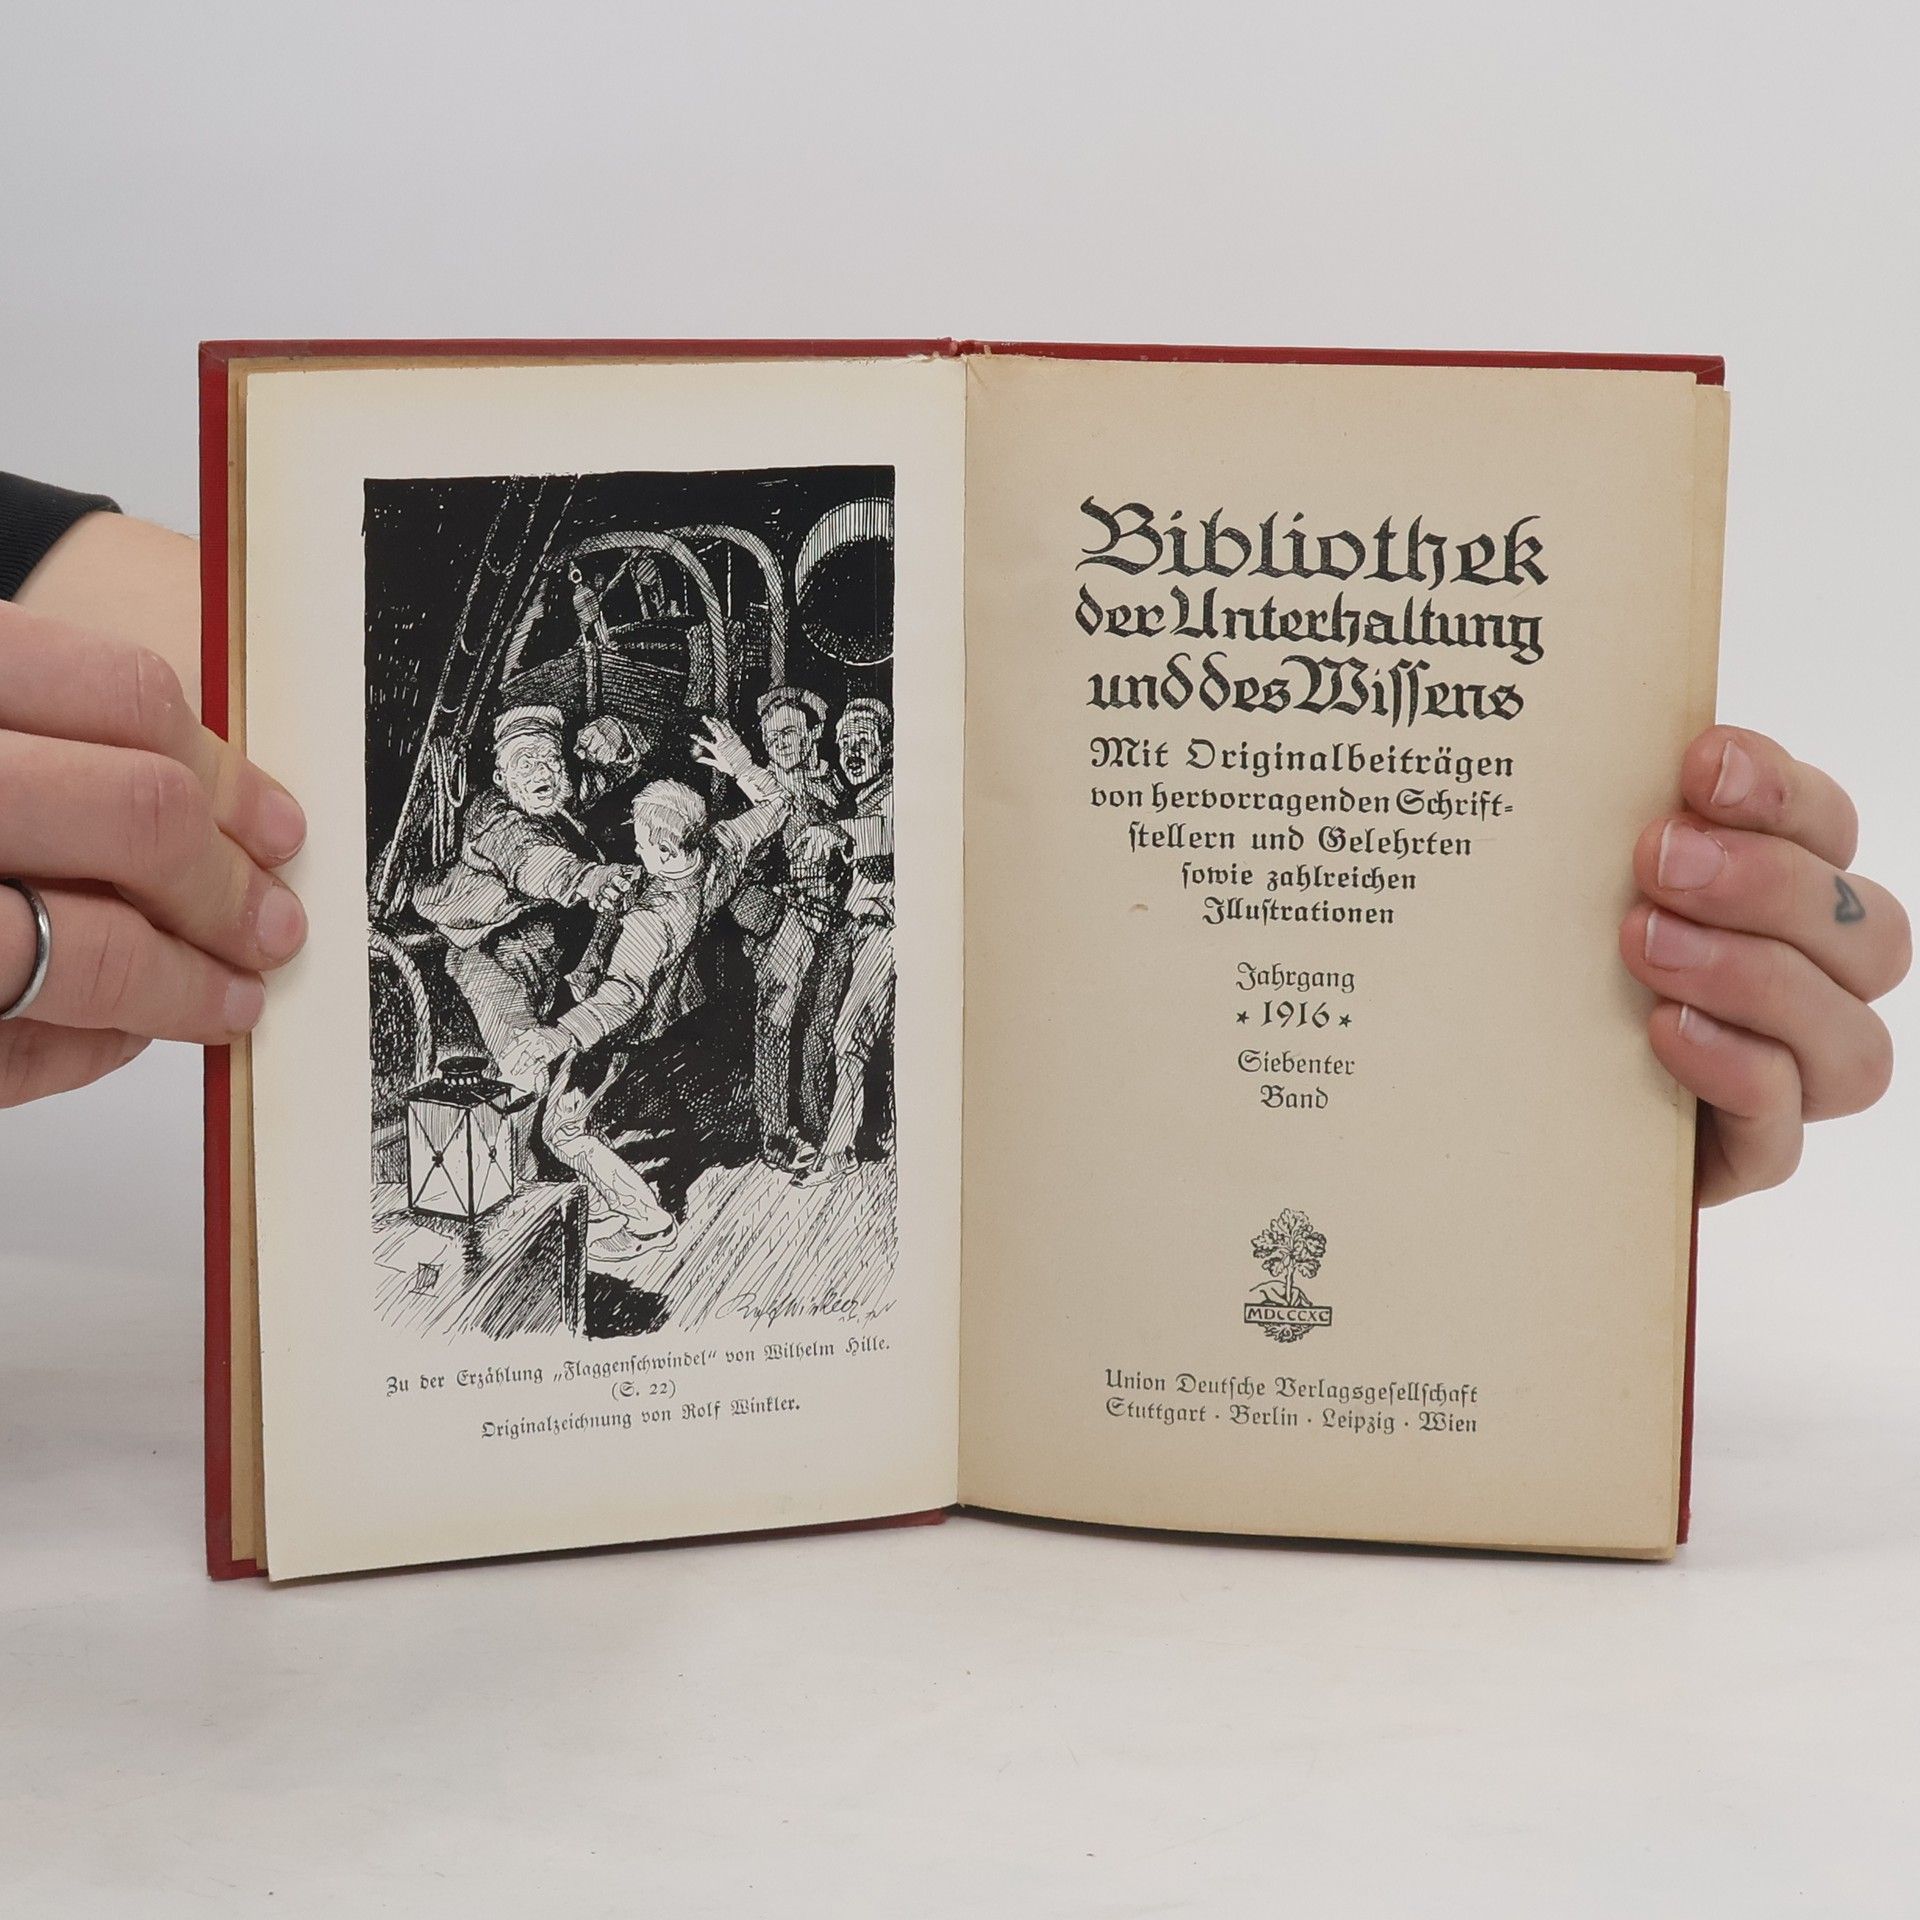 Rolf Winkler
Zu der Erzählung „Flaggenschwindel“ von Wilhelm Hille.
(S. 22)
Originalzeichnung von Rolf Winkler.
Bibliothek
der Unterhaltung
und des Wissens
Mit Originalbeiträgen
von hervorragenden Schrift-
stellern und Gelehrten
sowie zahlreichen
Illustrationen
Jahrgang
* 1916 *
Siebenter
Band
MDCCCXC
Union Deutsche Verlagsgesellschaft
Stuttgart · Berlin · Leipzig · Wien